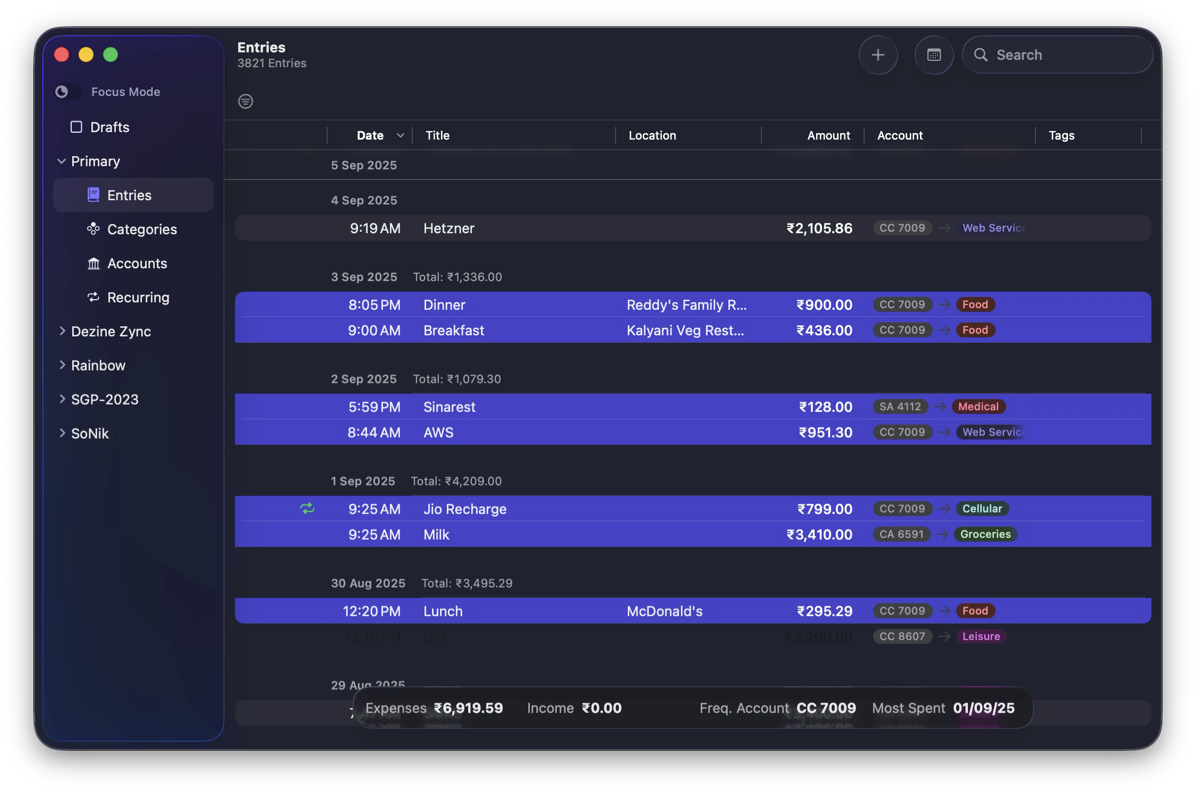 Entries
3821 Entries
Search
Focus Mode
Drafts
Primary
Entries
Categories
Accounts
Recurring
Dezine Zync
Rainbow
SGP-2023
SoNik
Date Title Location Amount Account Tags
5 Sep 2025
4 Sep 2025
9:19 AM Hetzner ₹2,105.86 CC 7009 → Web Servic
3 Sep 2025 Total: ₹1,336.00
8:05 PM Dinner Reddy's Family R... ₹900.00 CC 7009 → Food
9:00 AM Breakfast Kalyani Veg Rest... ₹436.00 CC 7009 → Food
2 Sep 2025 Total: ₹1,079.30
5:59 PM Sinarest ₹128.00 SA 4112 → Medical
8:44 AM AWS ₹951.30 CC 7009 → Web Servic
1 Sep 2025 Total: ₹4,209.00
9:25 AM Jio Recharge ₹799.00 CC 7009 → Cellular
9:25 AM Milk ₹3,410.00 CA 6591 → Groceries
30 Aug 2025 Total: ₹3,495.29
12:20 PM Lunch McDonald's ₹295.29 CC 7009 → Food
₹3,200.00 CC 8607 → Leisure
29 Aug 2025
Expenses ₹6,919.59 Income ₹0.00 Freq. Account CC 7009 Most Spent 01/09/25